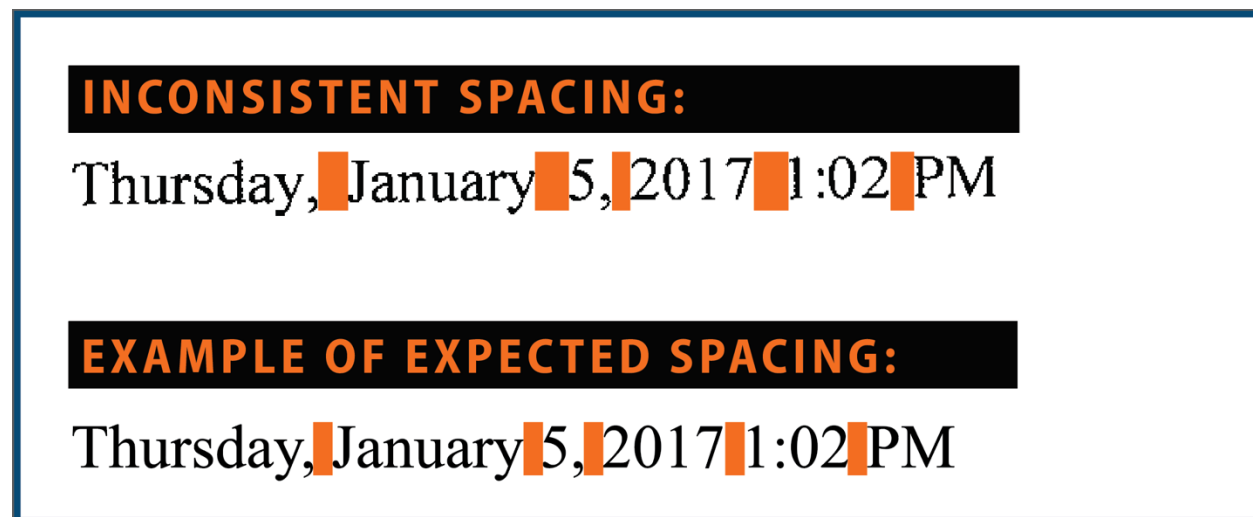 INCONSISTENT SPACING:
Thursday, January 5, 2017 1:02 PM
EXAMPLE OF EXPECTED SPACING:
Thursday, January 5, 2017 1:02 PM